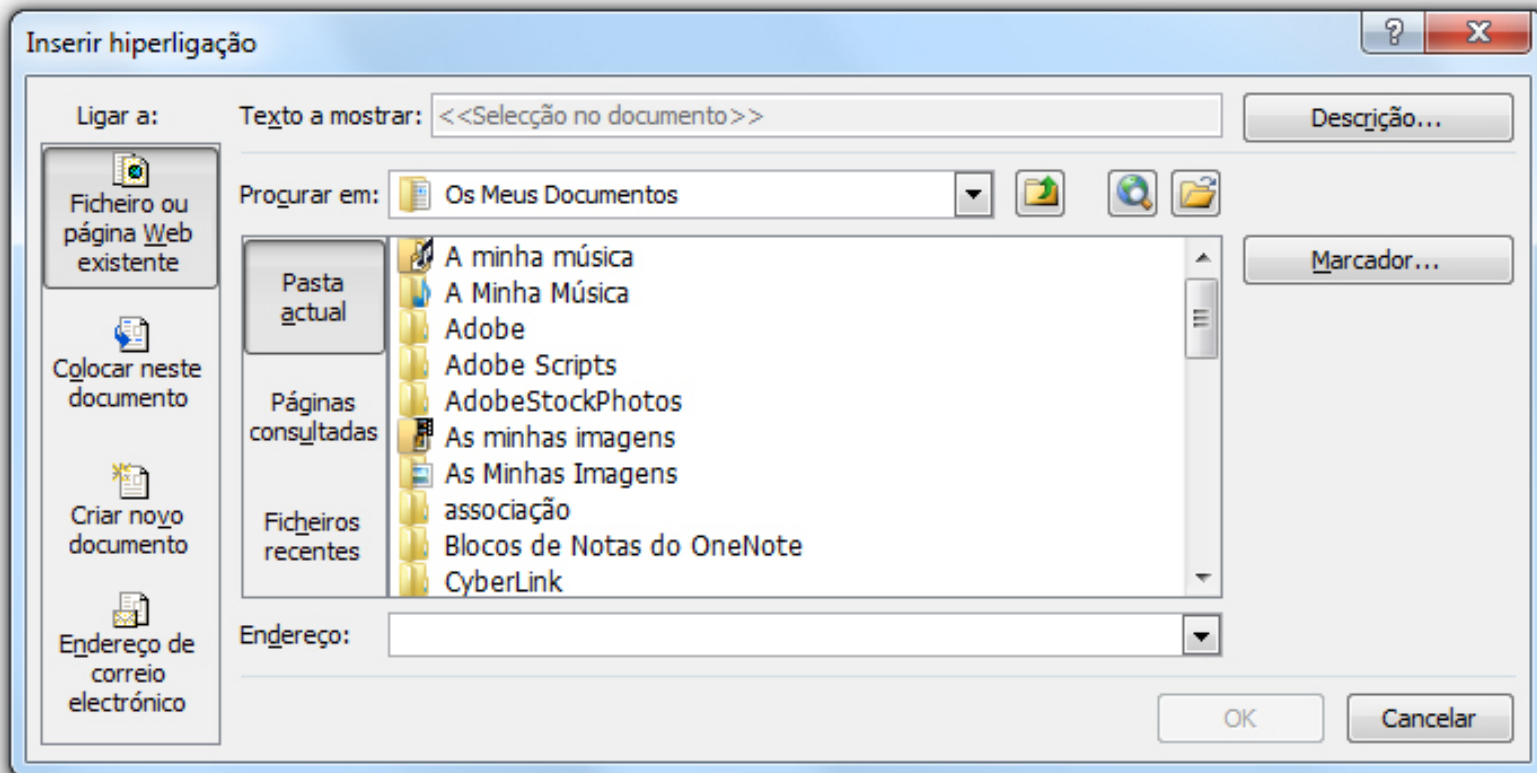 Inserir hiperligação
Ligar a:
Texto a mostrar: <<Selecção no documento>>
Descrição...
Ficheiro ou
página Web
existente
Colocar neste
documento
Criar novo
documento
Endereço de
correio
electrónico
Procurar em: Os Meus Documentos
Pasta
actual
Páginas
consultadas
Ficheiros
recentes
A minha música
A Minha Música
Adobe
Adobe Scripts
AdobeStockPhotos
As minhas imagens
As Minhas Imagens
associação
Blocos de Notas do OneNote
CyberLink
Marcador...
Endereço:
OK
Cancelar